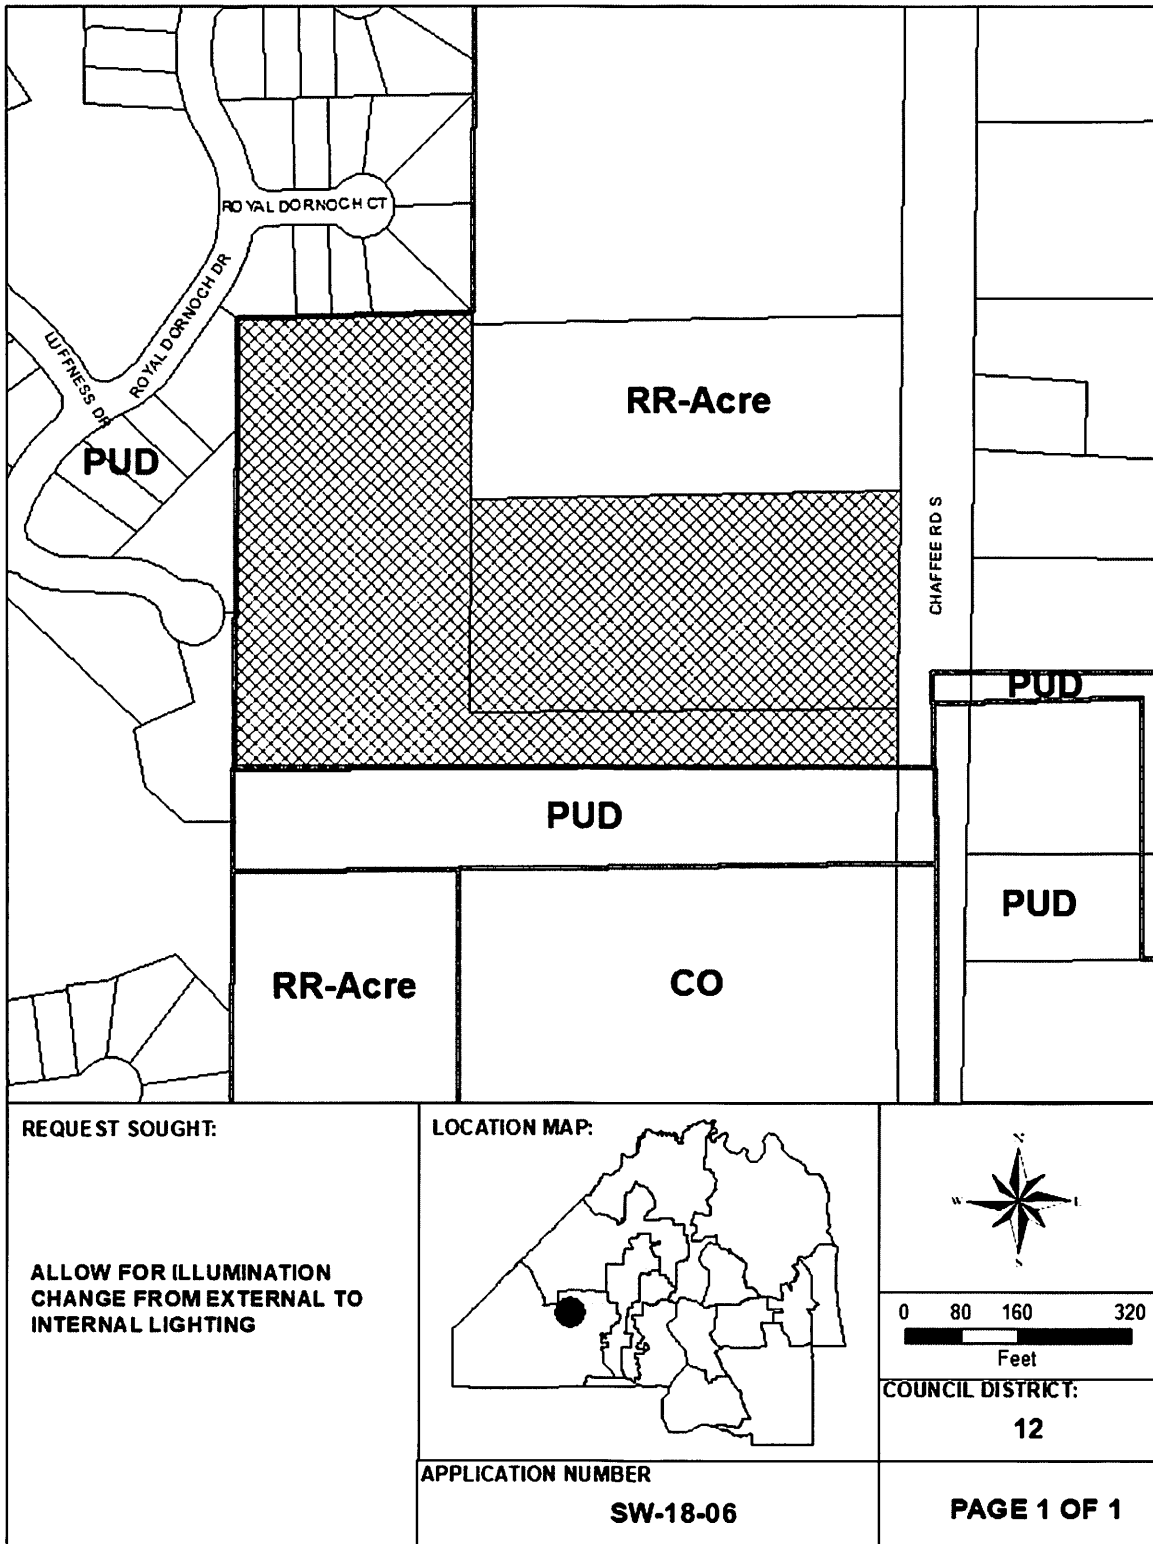 ROYAL DORNOCH CT
ROYAL DORNOCH DR
LUFFNESS DR
PUD
RR-Acre
CHAFFEE RD S
PUD
PUD
PUD
RR-Acre
CO
REQUEST SOUGHT:
ALLOW FOR ILLUMINATION
CHANGE FROM EXTERNAL TO
INTERNAL LIGHTING
LOCATION MAP:
N
W
E
S
0 80 160 320
Feet
COUNCIL DISTRICT:
12
APPLICATION NUMBER
SW-18-06
PAGE 1 OF 1